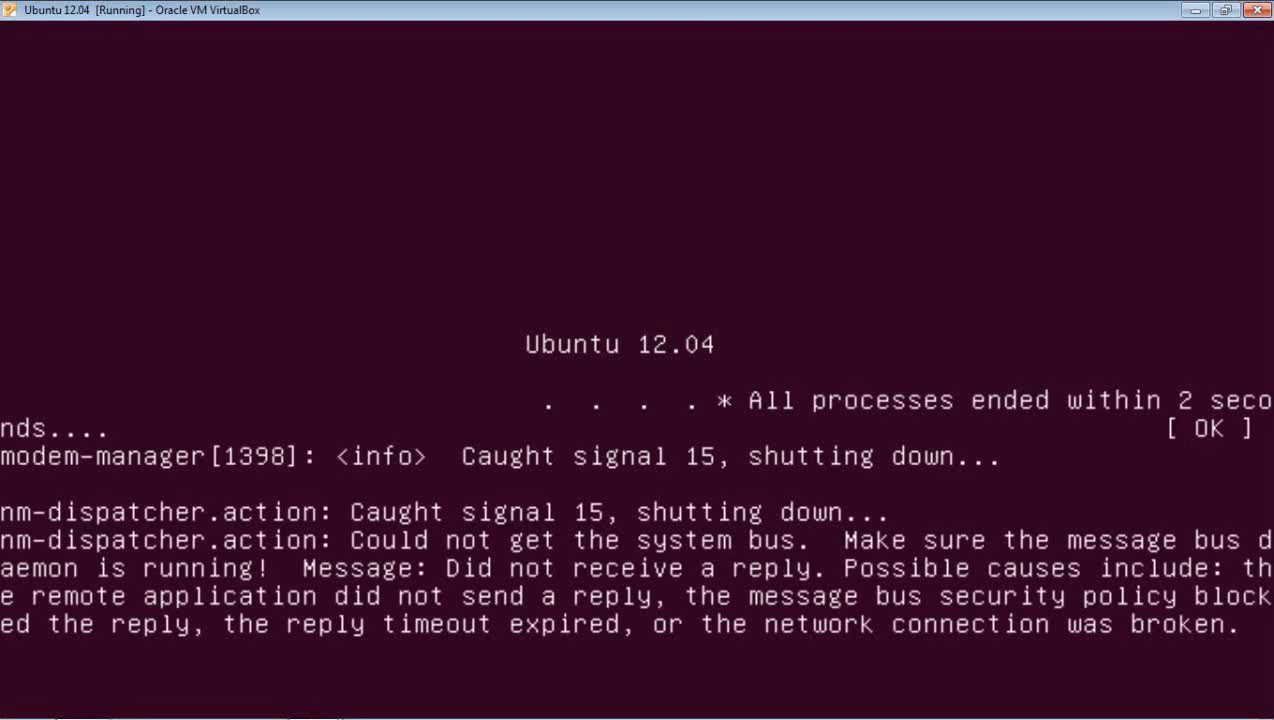 Ubuntu 12.04 [Running] - Oracle VM VirtualBox
Ubuntu 12.04
. . . . * All processes ended within 2 seco
nds.... [ OK ]
modem-manager[1398]: <info>  Caught signal 15, shutting down...
nm-dispatcher.action: Caught signal 15, shutting down...
nm-dispatcher.action: Could not get the system bus.  Make sure the message bus d
aemon is running!  Message: Did not receive a reply. Possible causes include: th
e remote application did not send a reply, the message bus security policy block
ed the reply, the reply timeout expired, or the network connection was broken.